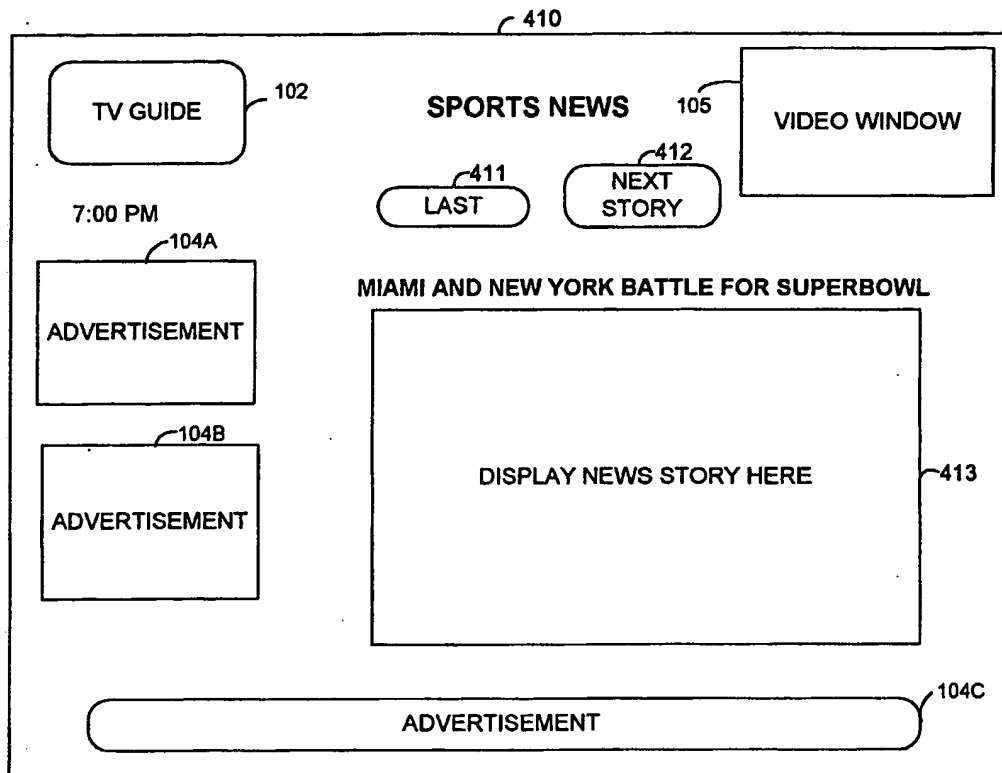 410
TV GUIDE
102
SPORTS NEWS
105
VIDEO WINDOW
411
LAST
412
NEXT
STORY
7:00 PM
104A
ADVERTISEMENT
MIAMI AND NEW YORK BATTLE FOR SUPERBOWL
104B
ADVERTISEMENT
DISPLAY NEWS STORY HERE
413
104C
ADVERTISEMENT